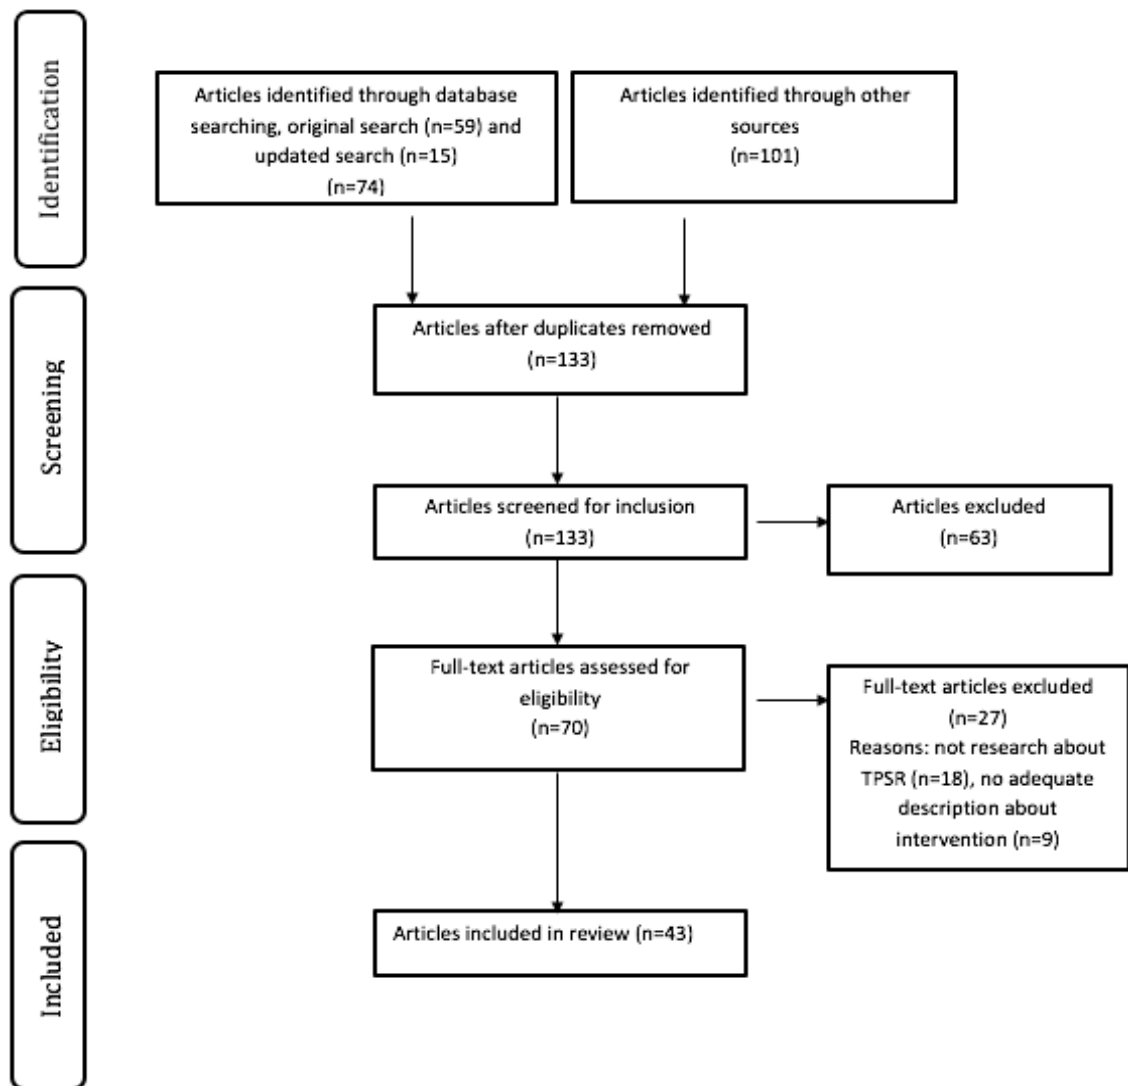 Identification
Articles identified through database
searching, original search (n=59) and
updated search (n=15)
(n=74)
Articles identified through other
sources
(n=101)
Screening
Articles after duplicates removed
(n=133)
Articles screened for inclusion
(n=133)
Articles excluded
(n=63)
Eligibility
Full-text articles assessed for
eligibility
(n=70)
Full-text articles excluded
(n=27)
Reasons: not research about
TPSR (n=18), no adequate
description about
intervention (n=9)
Included
Articles included in review (n=43)